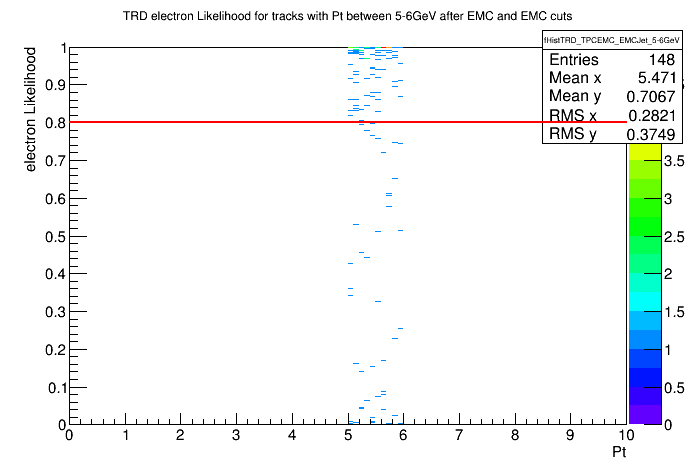 TRD electron Likelihood for tracks with Pt between 5-6GeV after EMC and EMC cuts
fHistTRD_TPCEMC_EMCJet_5-6GeV
Entries 148
Mean x 5.471
Mean y 0.7067
RMS x 0.2821
RMS y 0.3749
electron Likelihood
1
0.9
0.8
0.7
0.6
0.5
0.4
0.3
0.2
0.1
0
0 1 2 3 4 5 6 7 8 9 10
Pt
3.5
3
2.5
2
1.5
1
0.5
0